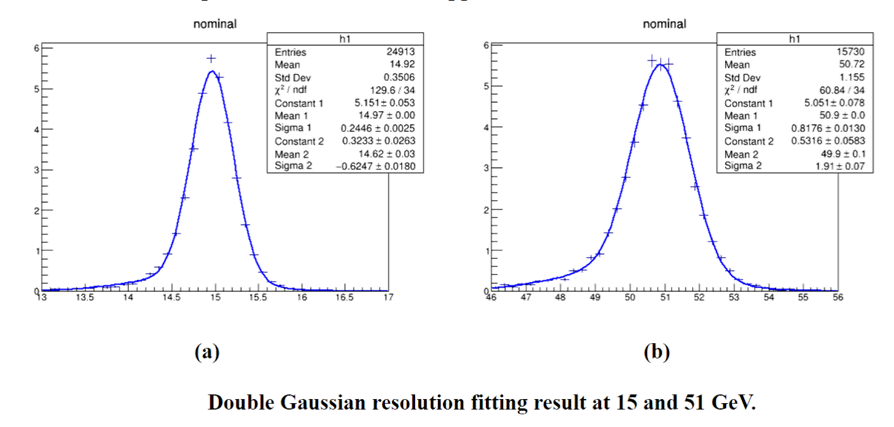 nominal
h1
Entries 24913
Mean 14.92
Std Dev 0.3506
χ² / ndf 129.6 / 34
Constant 1 5.151± 0.053
Mean 1 14.97 ± 0.00
Sigma 1 0.2446 ± 0.0025
Constant 2 0.3233 ± 0.0263
Mean 2 14.62 ± 0.03
Sigma 2 −0.6247 ± 0.0180
6
5
4
3
2
1
0
13 13.5 14 14.5 15 15.5 16 16.5 17
(a)
nominal
h1
Entries 15730
Mean 50.72
Std Dev 1.155
χ² / ndf 60.84 / 34
Constant 1 5.051± 0.078
Mean 1 50.9 ± 0.0
Sigma 1 0.8176 ± 0.0130
Constant 2 0.5316 ± 0.0583
Mean 2 49.9 ± 0.1
Sigma 2 1.91 ± 0.07
6
5
4
3
2
1
0
46 47 48 49 50 51 52 53 54 55 56
(b)
Double Gaussian resolution fitting result at 15 and 51 GeV.